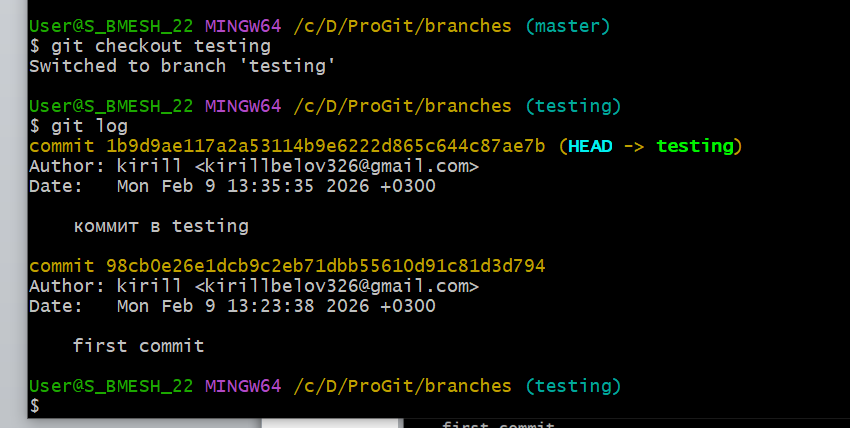 User@S_BMESH_22 MINGW64 /c/D/ProGit/branches (master)
$ git checkout testing
Switched to branch 'testing'
User@S_BMESH_22 MINGW64 /c/D/ProGit/branches (testing)
$ git log
commit 1b9d9ae117a2a53114b9e6222d865c644c87ae7b (HEAD -> testing)
Author: kirill <kirillbelov326@gmail.com>
Date:   Mon Feb 9 13:35:35 2026 +0300
коммит в testing
commit 98cb0e26e1dcb9c2eb71dbb55610d91c81d3d794
Author: kirill <kirillbelov326@gmail.com>
Date:   Mon Feb 9 13:23:38 2026 +0300
first commit
User@S_BMESH_22 MINGW64 /c/D/ProGit/branches (testing)
$
first commit